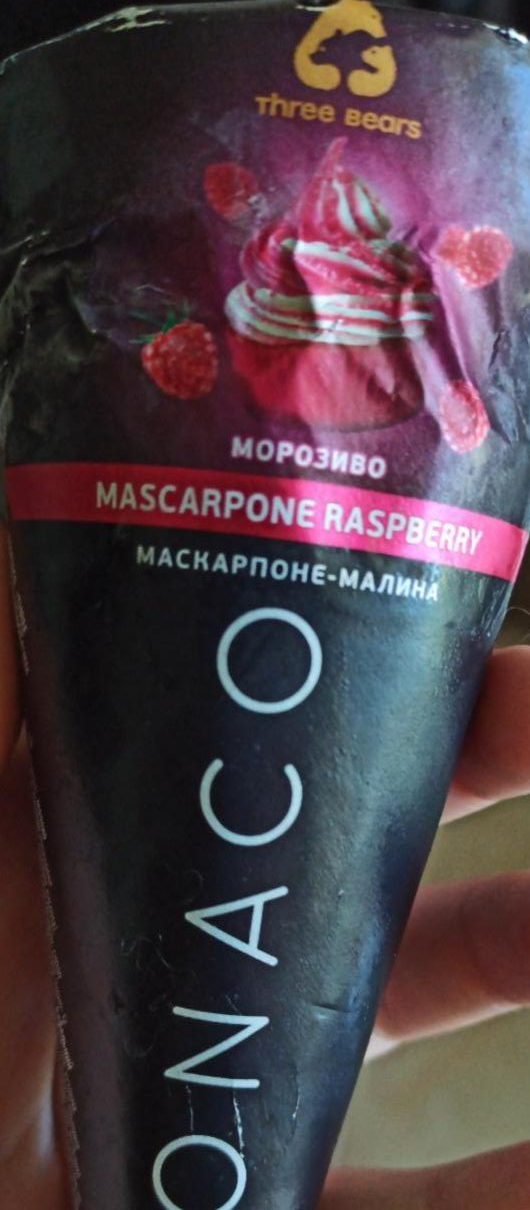 Three Bears
МОРОЗИВО
MASCARPONE RASPBERRY
МАСКАРПОНЕ-МАЛИНА
ONACO